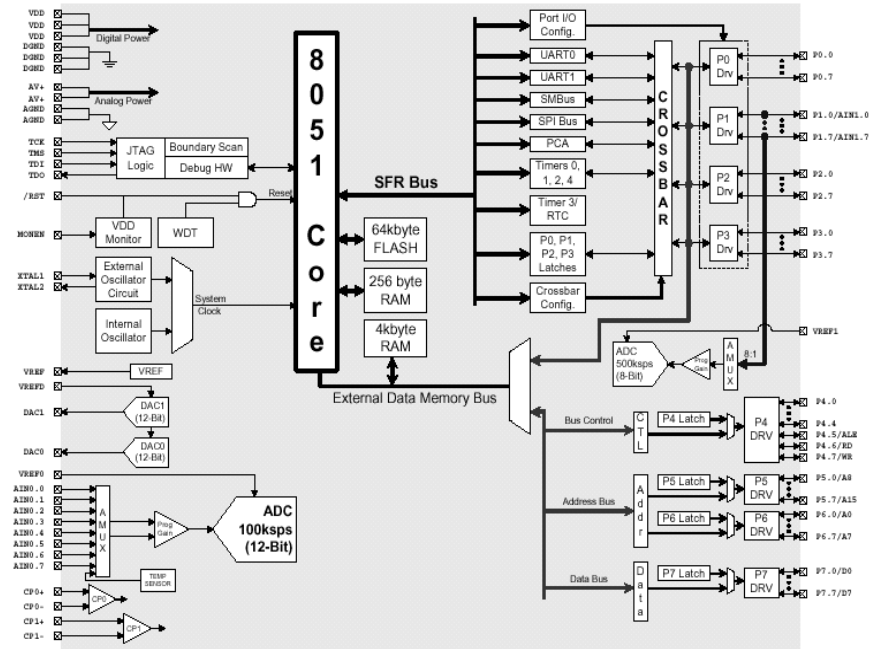 VDD
VDD
VDD
DGND
DGND
DGND
Digital Power
AV+
AV+
AGND
AGND
Analog Power
TCK
TMS
TDI
TDO
JTAG
Logic
Boundary Scan
Debug HW
/RST
Reset
MONEN
VDD
Monitor
WDT
XTAL1
XTAL2
External
Oscillator
Circuit
Internal
Oscillator
System
Clock
VREF
VREF
VREFD
DAC1
DAC1
(12-Bit)
DAC0
DAC0
(12-Bit)
VREF0
AIN0.0
AIN0.1
AIN0.2
AIN0.3
AIN0.4
AIN0.5
AIN0.6
AIN0.7
AMUX
Prog
Gain
ADC
100ksps
(12-Bit)
TEMP
SENSOR
CP0+
CP0-
CP0
CP1+
CP1-
CP1
8051 Core
SFR Bus
64kbyte
FLASH
256 byte
RAM
4kbyte
RAM
External Data Memory Bus
Port I/O
Config.
UART0
UART1
SMBus
SPI Bus
PCA
Timers 0,
1, 2, 4
Timer 3/
RTC
P0, P1,
P2, P3
Latches
Crossbar
Config.
CROSSBAR
P0
Drv
P1
Drv
P2
Drv
P3
Drv
P0.0
P0.7
P1.0/AIN1.0
P1.7/AIN1.7
P2.0
P2.7
P3.0
P3.7
VREF1
ADC
500ksps
(8-Bit)
Prog
Gain
AMUX
8:1
Bus Control
CTL
P4 Latch
P4
DRV
P4.0
P4.4
P4.5/ALE
P4.6/RD
P4.7/WR
Address Bus
Addr
P5 Latch
P5
DRV
P5.0/A8
P5.7/A15
P6 Latch
P6
DRV
P6.0/A0
P6.7/A7
Data Bus
Data
P7 Latch
P7
DRV
P7.0/D0
P7.7/D7